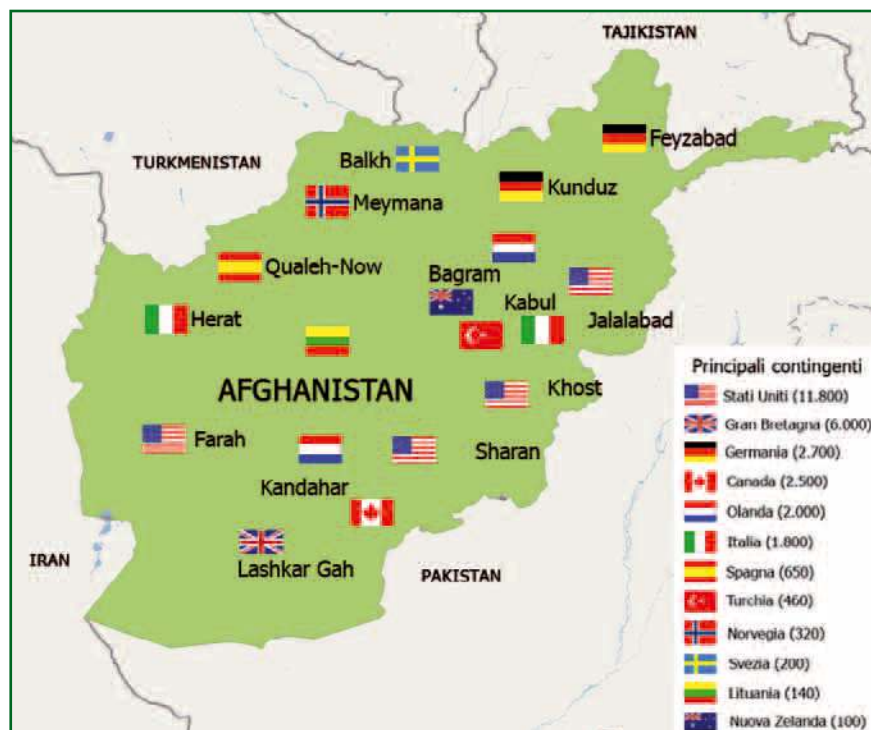 TAJIKISTAN
TURKMENISTAN
Balkh
Feyzabad
Kunduz
Meymana
Qualeh-Now
Bagram
Herat
Kabul
Jalalabad
AFGHANISTAN
Khost
Farah
Sharan
Kandahar
IRAN
Lashkar Gah
PAKISTAN
Principali contingenti
Stati Uniti (11.800)
Gran Bretagna (6.000)
Germania (2.700)
Canada (2.500)
Olanda (2.000)
Italia (1.800)
Spagna (650)
Turchia (460)
Norvegia (320)
Svezia (200)
Lituania (140)
Nuova Zelanda (100)